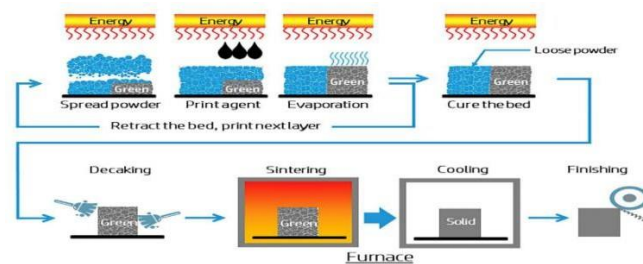 Energy Energy Energy Energy
Loose powder
Green Green Green Green
Spread powder Print agent Evaporation Cure the bed
Retract the bed, print next layer
Decaking Sintering Cooling Finishing
Green Green Solid
Furnace